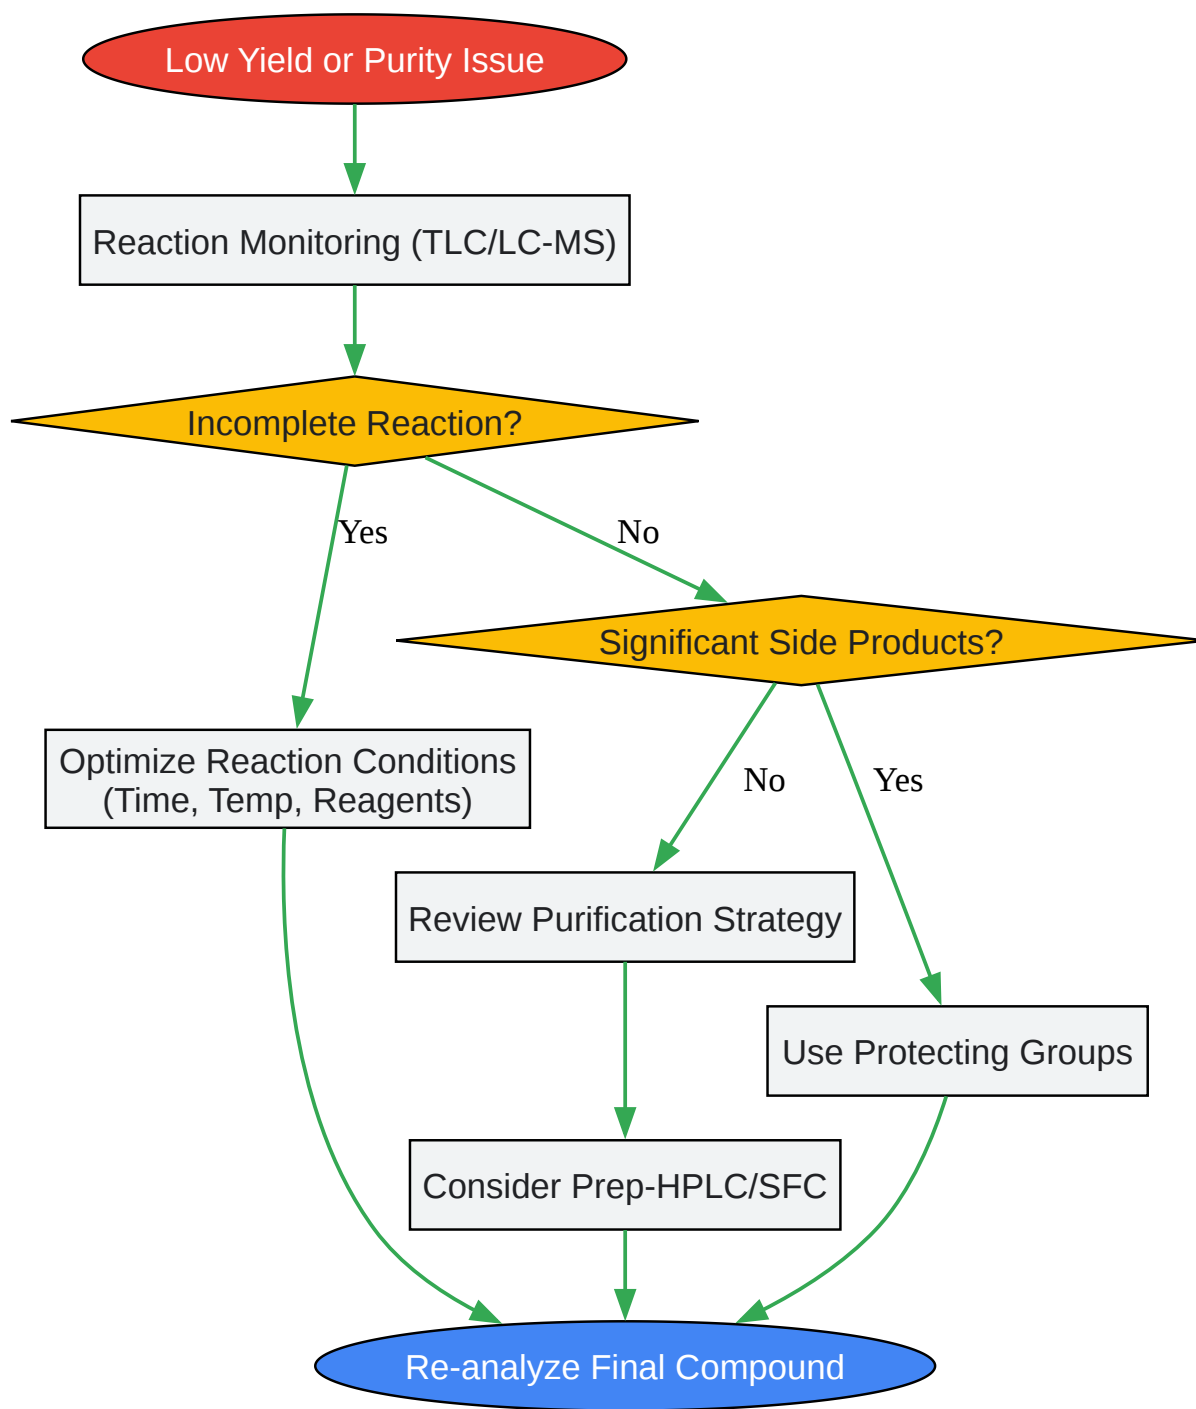 Low Yield or Purity Issue
Reaction Monitoring (TLC/LC-MS)
Incomplete Reaction?
Yes
No
Significant Side Products?
Optimize Reaction Conditions
(Time, Temp, Reagents)
No
Yes
Review Purification Strategy
Use Protecting Groups
Consider Prep-HPLC/SFC
Re-analyze Final Compound